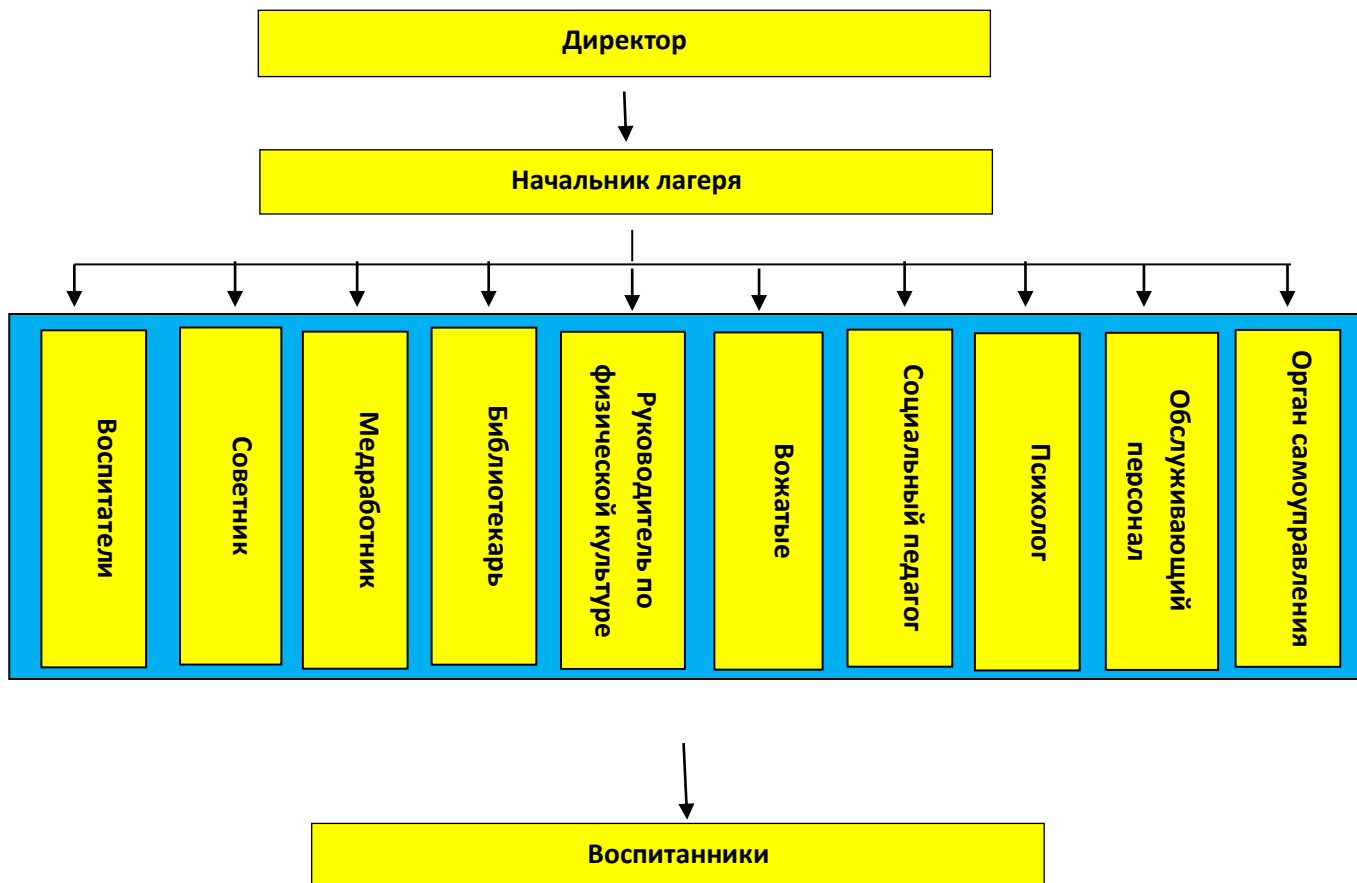 Директор
Начальник лагеря
Воспитатели
Советник
Медработник
Библиотекарь
Руководитель по
физической культуре
Вожатые
Социальный педагог
Психолог
Обслуживающий
персонал
Орган самоуправления
Воспитанники